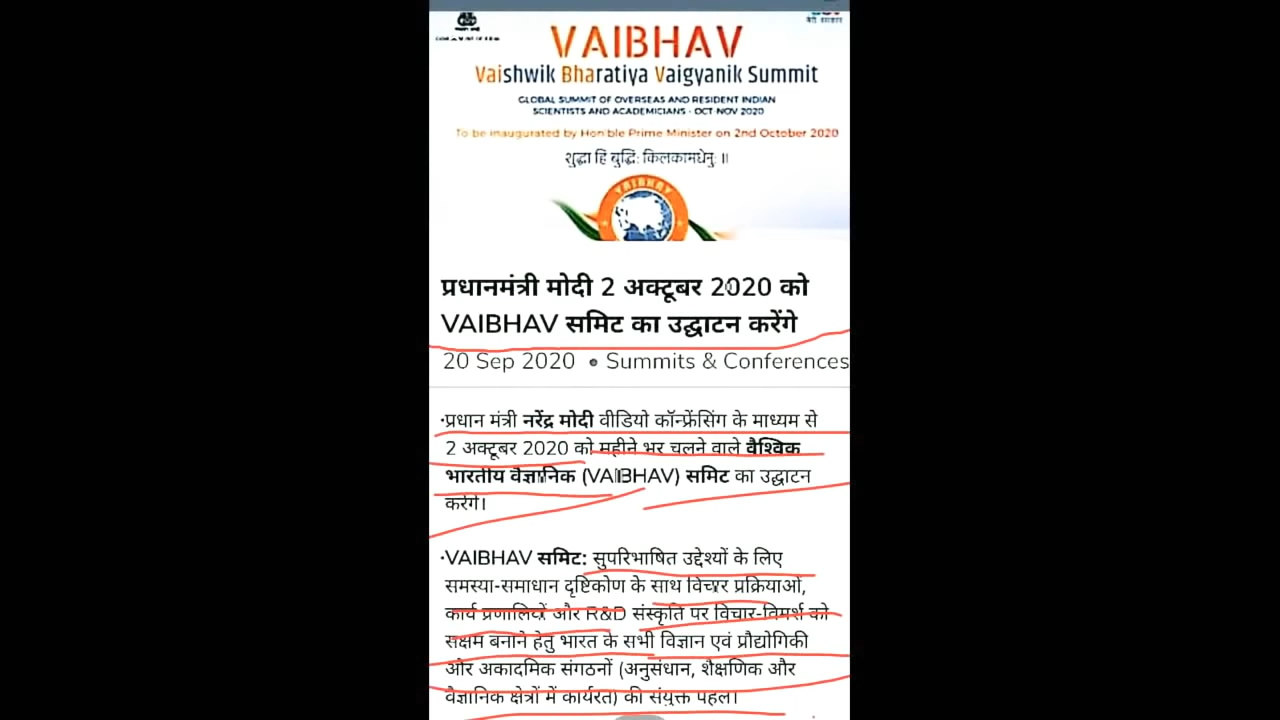 VAIBHAV
Vaishwik Bharatiya Vaigyanik Summit
GLOBAL SUMMIT OF OVERSEAS AND RESIDENT INDIAN
SCIENTISTS AND ACADEMICIANS - OCT-NOV 2020
To be inaugurated by Hon'ble Prime Minister on 2nd October 2020
शुद्धा हि बुद्धिः किलकामधेनुः ॥
VAIBHAV
प्रधानमंत्री मोदी 2 अक्टूबर 2020 को
VAIBHAV समिट का उद्घाटन करेंगे
20 Sep 2020 • Summits & Conferences
·प्रधान मंत्री नरेंद्र मोदी वीडियो कॉन्फ्रेंसिंग के माध्यम से
2 अक्टूबर 2020 को महीने भर चलने वाले वैश्विक
भारतीय वैज्ञानिक (VAIBHAV) समिट का उद्घाटन
करेंगे।
·VAIBHAV समिट: सुपरिभाषित उद्देश्यों के लिए
समस्या-समाधान दृष्टिकोण के साथ विचार प्रक्रियाओं,
कार्य प्रणालियों और R&D संस्कृति पर विचार-विमर्श को
सक्षम बनाने हेतु भारत के सभी विज्ञान एवं प्रौद्योगिकी
और अकादमिक संगठनों (अनुसंधान, शैक्षणिक और
वैज्ञानिक क्षेत्रों में कार्यरत) की संयुक्त पहल।